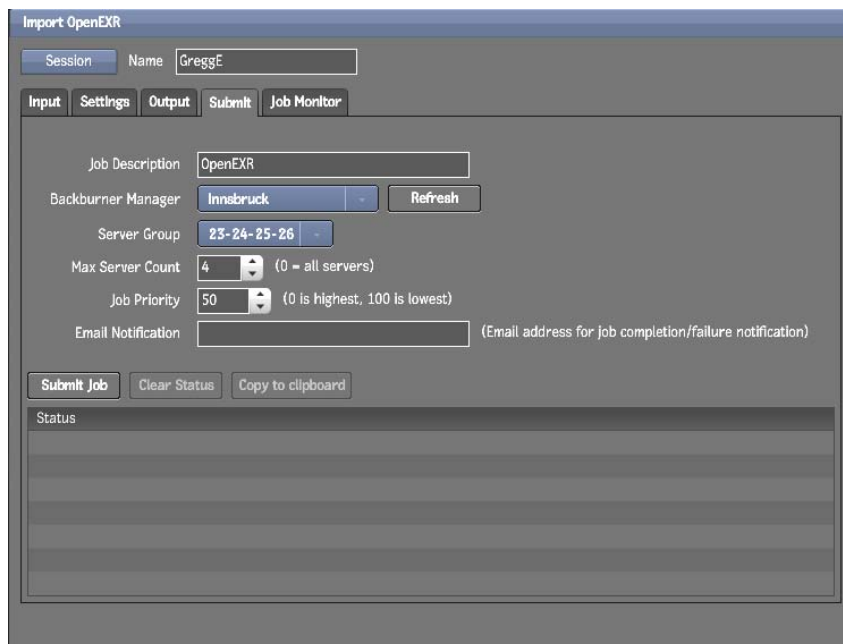 Import OpenEXR
Session Name GreggE
Input Settings Output Submit Job Monitor
Job Description OpenEXR
Backburner Manager Innsbruck Refresh
Server Group 23-24-25-26
Max Server Count 4 (0 = all servers)
Job Priority 50 (0 is highest, 100 is lowest)
Email Notification (Email address for job completion/failure notification)
Submit Job Clear Status Copy to clipboard
Status